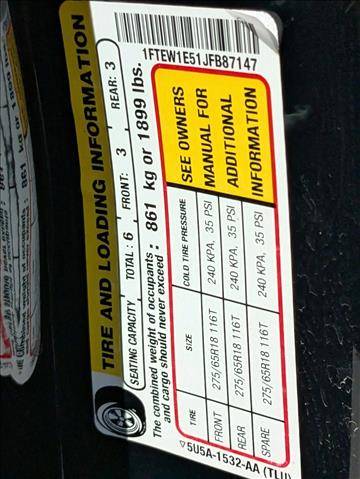 1FTEW1E51JFB87147
TIRE AND LOADING INFORMATION
SEATING CAPACITY TOTAL : 6 FRONT: 3 REAR: 3
The combined weight of occupants
and cargo should never exceed : 861 kg or 1899 lbs.
TIRE SIZE COLD TIRE PRESSURE
FRONT 275/65R18 116T 240 KPA, 35 PSI
REAR 275/65R18 116T 240 KPA, 35 PSI
SPARE 275/65R18 116T 240 KPA, 35 PSI
SEE OWNERS
MANUAL FOR
ADDITIONAL
INFORMATION
▽5U5A-1532-AA (TLU)
861